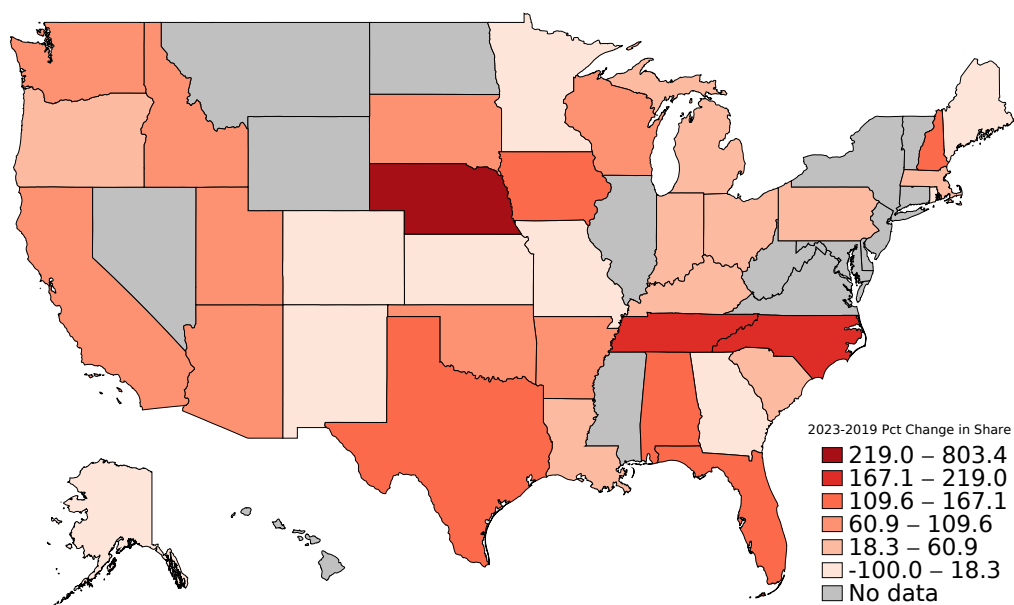 2023-2019 Pct Change in Share
219.0 – 803.4
167.1 – 219.0
109.6 – 167.1
60.9 – 109.6
18.3 – 60.9
-100.0 – 18.3
No data